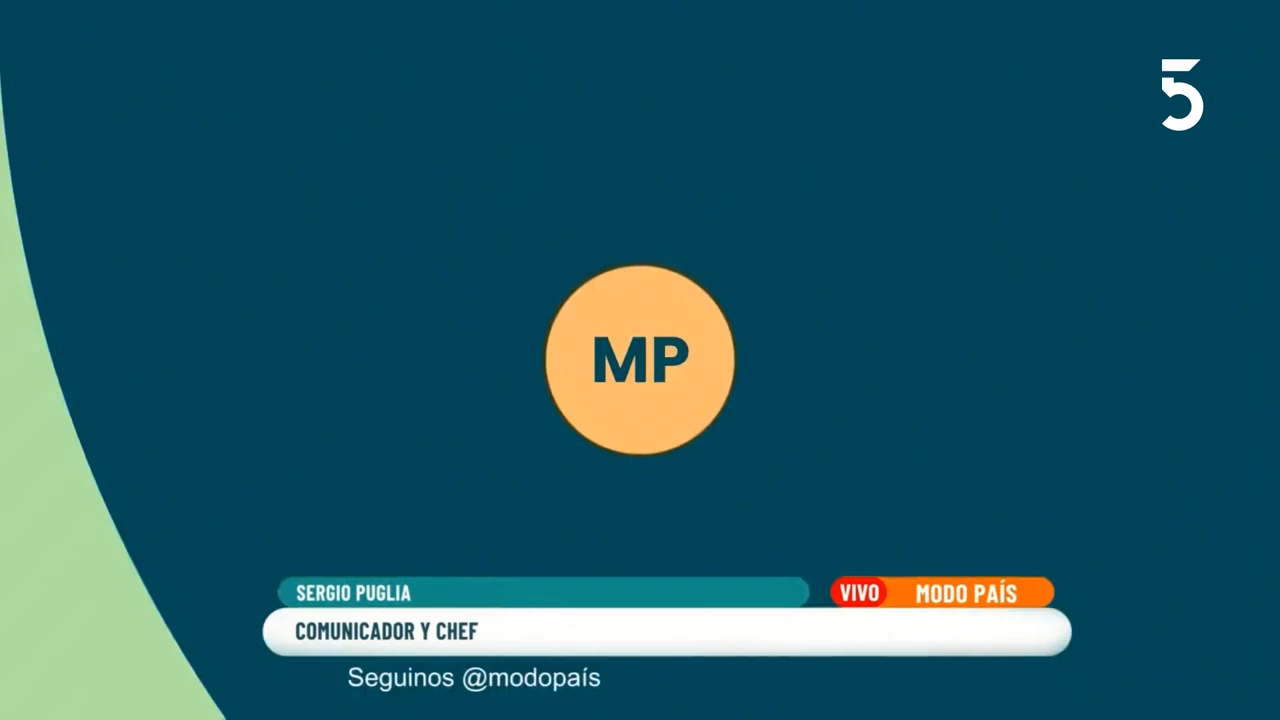 5
MP
SERGIO PUGLIA
VIVO MODO PAÍS
COMUNICADOR Y CHEF
Seguinos @modopaís